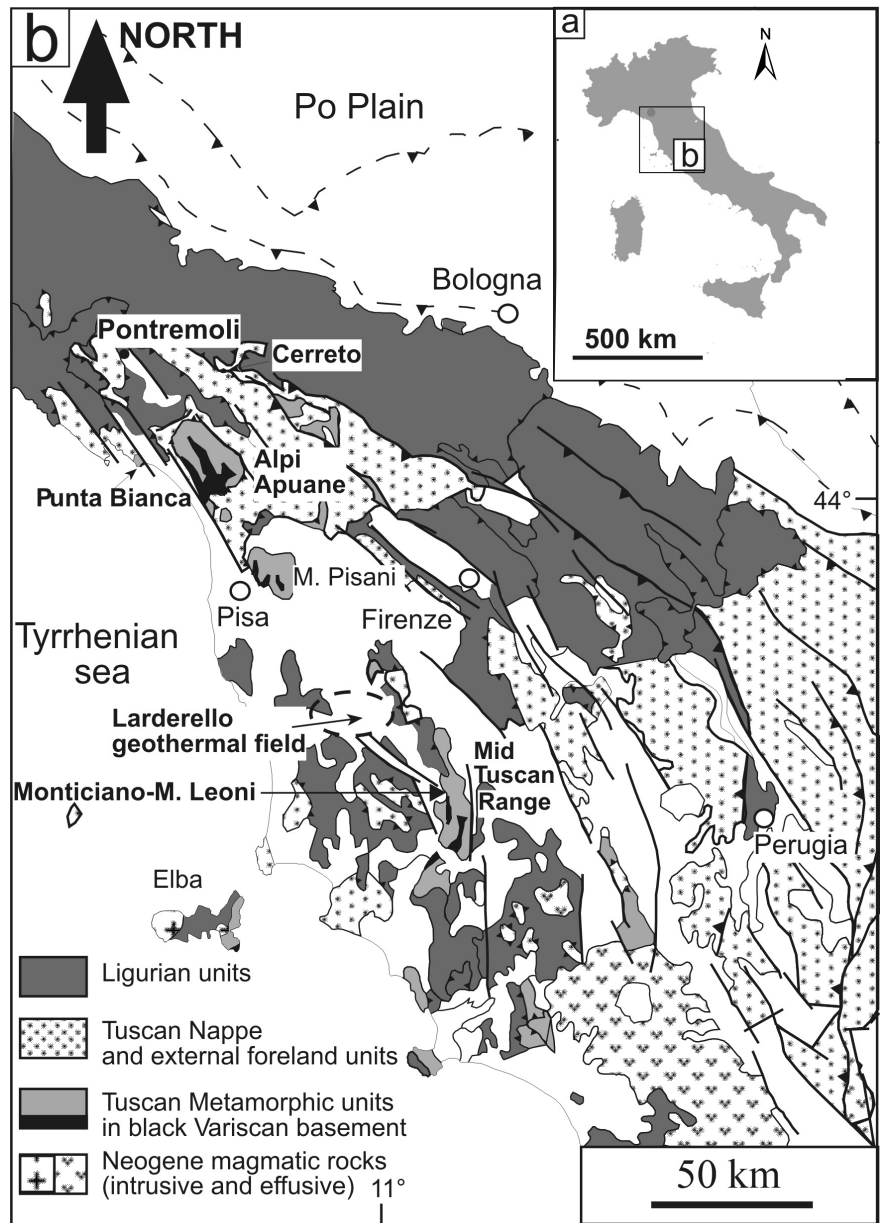 b
NORTH
a
N
Po Plain
b
Bologna
500 km
Pontremoli
Cerreto
Alpi
Apuane
Punta Bianca
44°
M. Pisani
Pisa
Firenze
Tyrrhenian
sea
Larderello
geothermal field
Mid
Tuscan
Range
Monticiano-M. Leoni
Perugia
Elba
Ligurian units
Tuscan Nappe
and external foreland units
Tuscan Metamorphic units
in black Variscan basement
Neogene magmatic rocks
(intrusive and effusive)
11°
50 km